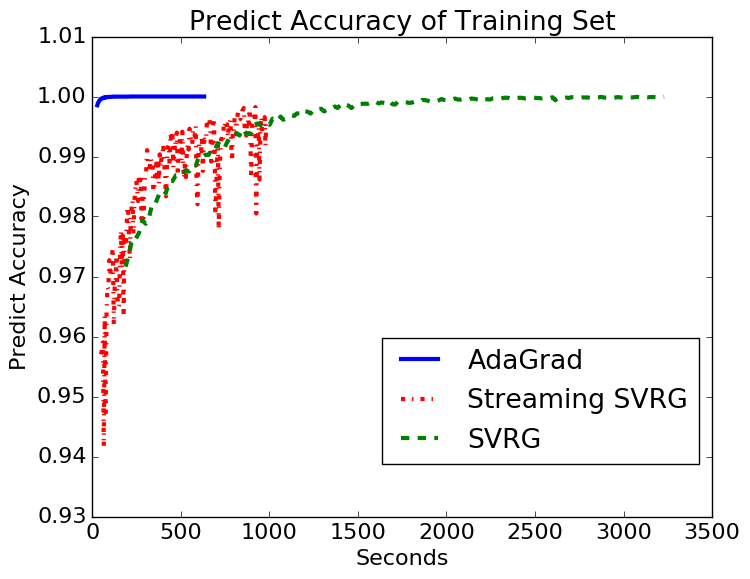 Predict Accuracy of Training Set
1.01
1.00
0.99
0.98
0.97
0.96
0.95
0.94
0.93
Predict Accuracy
AdaGrad
Streaming SVRG
SVRG
0 500 1000 1500 2000 2500 3000 3500
Seconds